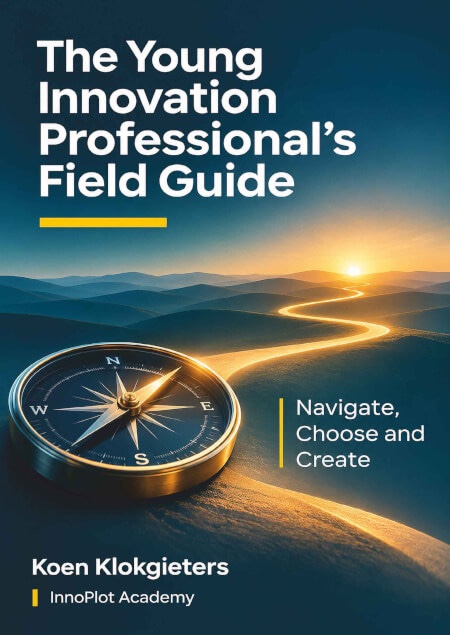 The Young
Innovation
Professional's
Field Guide
N
W
E
S
Navigate,
Choose and
Create
Koen Klokgieters
InnoPlot Academy